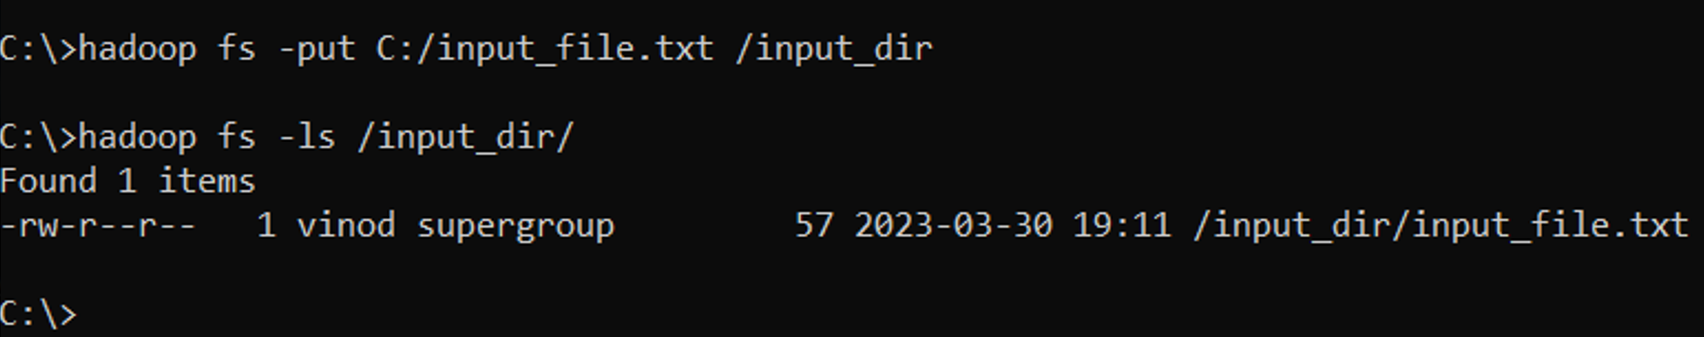 C:\>hadoop fs -put C:/input_file.txt /input_dir
C:\>hadoop fs -ls /input_dir/
Found 1 items
-rw-r--r--   1 vinod supergroup         57 2023-03-30 19:11 /input_dir/input_file.txt
C:\>